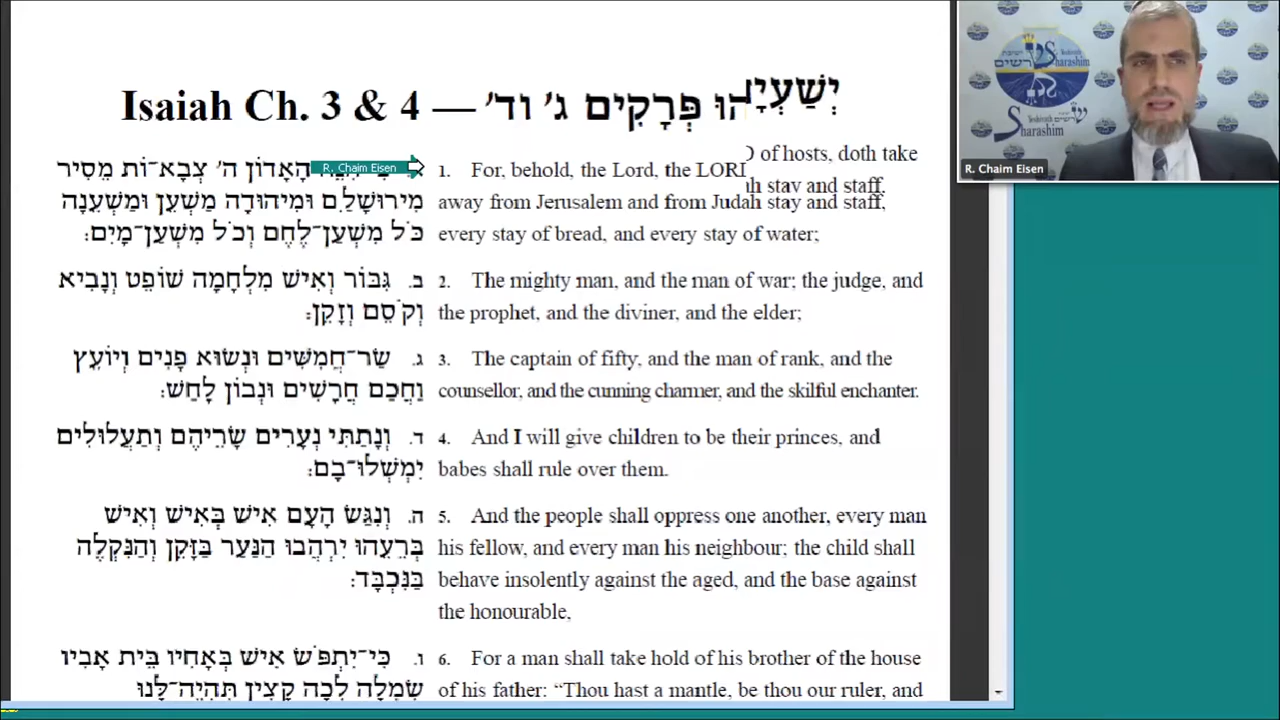 Isaiah Ch. 3 & 4 — יְשַׁעְיָהוּ פְּרָקִים ג׳ וד׳
R. Chaim Eisen
הָאָדוֹן ה׳ צְבָא־וֹת מֵסִיר
מִירוּשָׁלַ‍ִם וּמִיהוּדָה מַשְׁעֵן וּמַשְׁעֵנָה
כֹּל מִשְׁעַן־לֶחֶם וְכֹל מִשְׁעַן־מָיִם:
1. For, behold, the Lord, the LORD of hosts, doth take
away from Jerusalem and from Judah stay and staff,
every stay of bread, and every stay of water;
ב. גִּבּוֹר וְאִישׁ מִלְחָמָה שׁוֹפֵט וְנָבִיא
וְקֹסֵם וְזָקֵן:
2. The mighty man, and the man of war; the judge, and
the prophet, and the diviner, and the elder;
ג. שַׂר־חֲמִשִּׁים וּנְשׂוּא פָנִים וְיוֹעֵץ
וַחֲכַם חֲרָשִׁים וּנְבוֹן לָחַשׁ:
3. The captain of fifty, and the man of rank, and the
counsellor, and the cunning charmer, and the skilful enchanter.
ד. וְנָתַתִּי נְעָרִים שָׂרֵיהֶם וְתַעֲלוּלִים
יִמְשְׁלוּ־בָם:
4. And I will give children to be their princes, and
babes shall rule over them.
ה. וְנִגַּשׂ הָעָם אִישׁ בְּאִישׁ וְאִישׁ
בְּרֵעֵהוּ יִרְהֲבוּ הַנַּעַר בַּזָּקֵן וְהַנִּקְלֶה
בַּנִּכְבָּד:
5. And the people shall oppress one another, every man
his fellow, and every man his neighbour; the child shall
behave insolently against the aged, and the base against
the honourable,
ו. כִּי־יִתְפֹּשׂ אִישׁ בְּאָחִיו בֵּית אָבִיו
שִׂמְלָה לְכָה קָצִין תִּהְיֶה־לָּנוּ
6. For a man shall take hold of his brother of the house
of his father: “Thou hast a mantle, be thou our ruler, and
ישיבת
שרשים
Yeshivath
Sharashim
R. Chaim Eisen